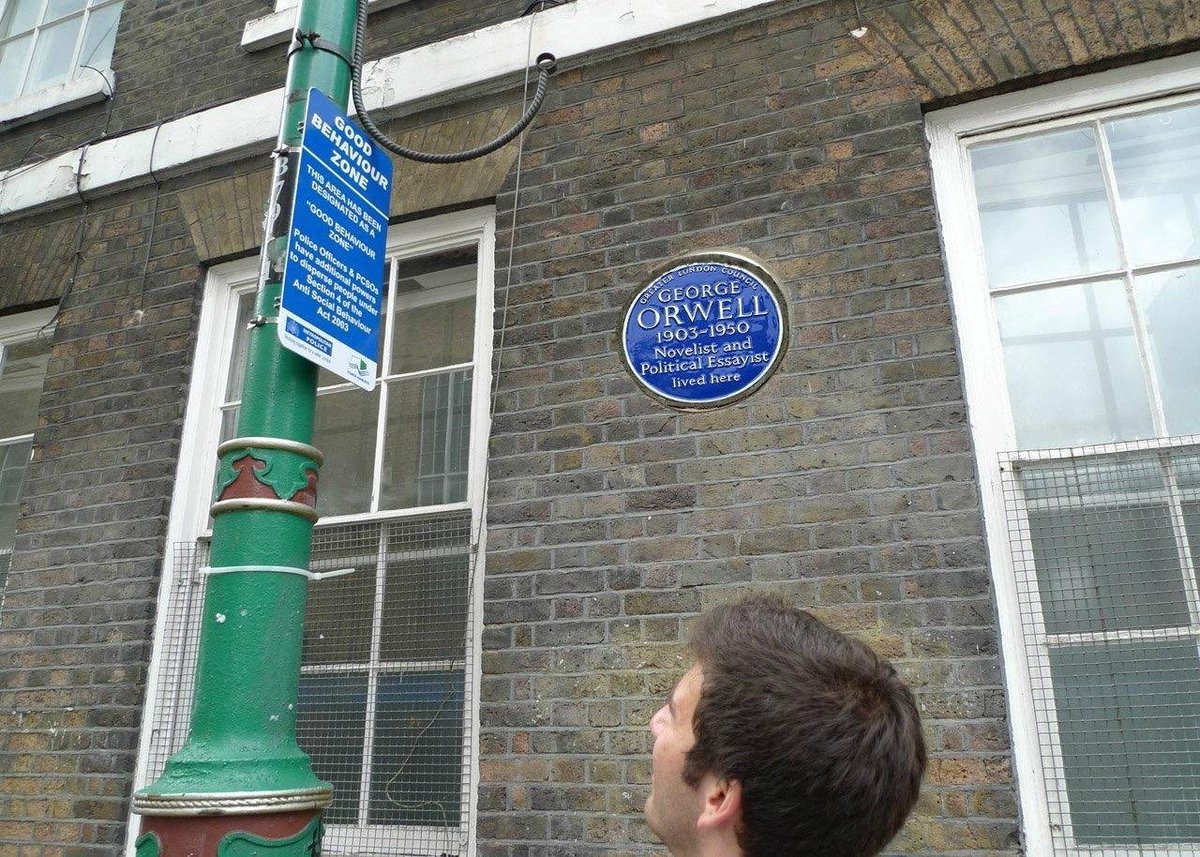 GOOD
BEHAVIOUR
ZONE
THIS AREA HAS BEEN
DESIGNATED AS A
"GOOD BEHAVIOUR
ZONE"
Police Officers & PCSOs
have additional powers
to disperse people under
Section 4 of the
Anti Social Behaviour
Act 2003
METROPOLITAN
POLICE
GREATER LONDON COUNCIL
GEORGE
ORWELL
1903-1950
Novelist and
Political Essayist
lived here